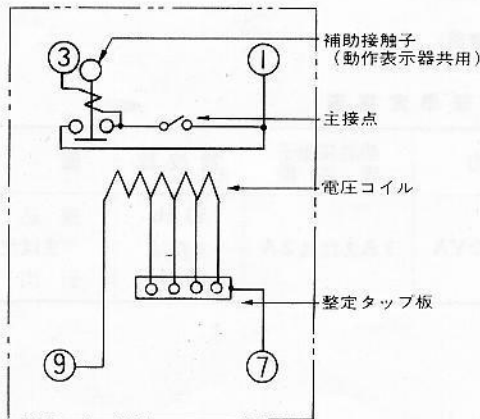 ③
①
補助接触子
(動作表示器共用)
主接点
電圧コイル
整定タップ板
⑨
⑦